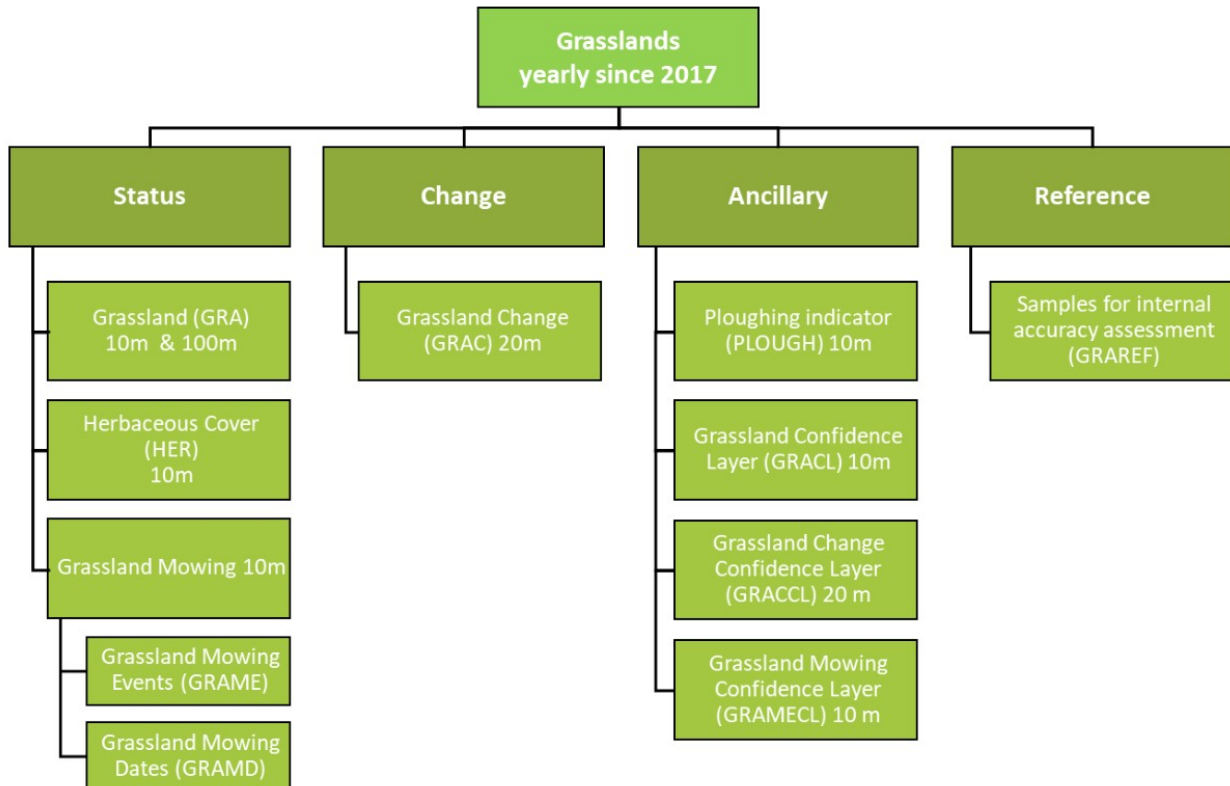 Grasslands
yearly since 2017
Status
Change
Ancillary
Reference
Grassland (GRA)
10m & 100m
Herbaceous Cover
(HER)
10m
Grassland Mowing 10m
Grassland Mowing
Events (GRAME)
Grassland Mowing
Dates (GRAMD)
Grassland Change
(GRAC) 20m
Ploughing indicator
(PLOUGH) 10m
Grassland Confidence
Layer (GRACL) 10m
Grassland Change
Confidence Layer
(GRACCL) 20 m
Grassland Mowing
Confidence Layer
(GRAMECL) 10 m
Samples for internal
accuracy assessment
(GRAREF)